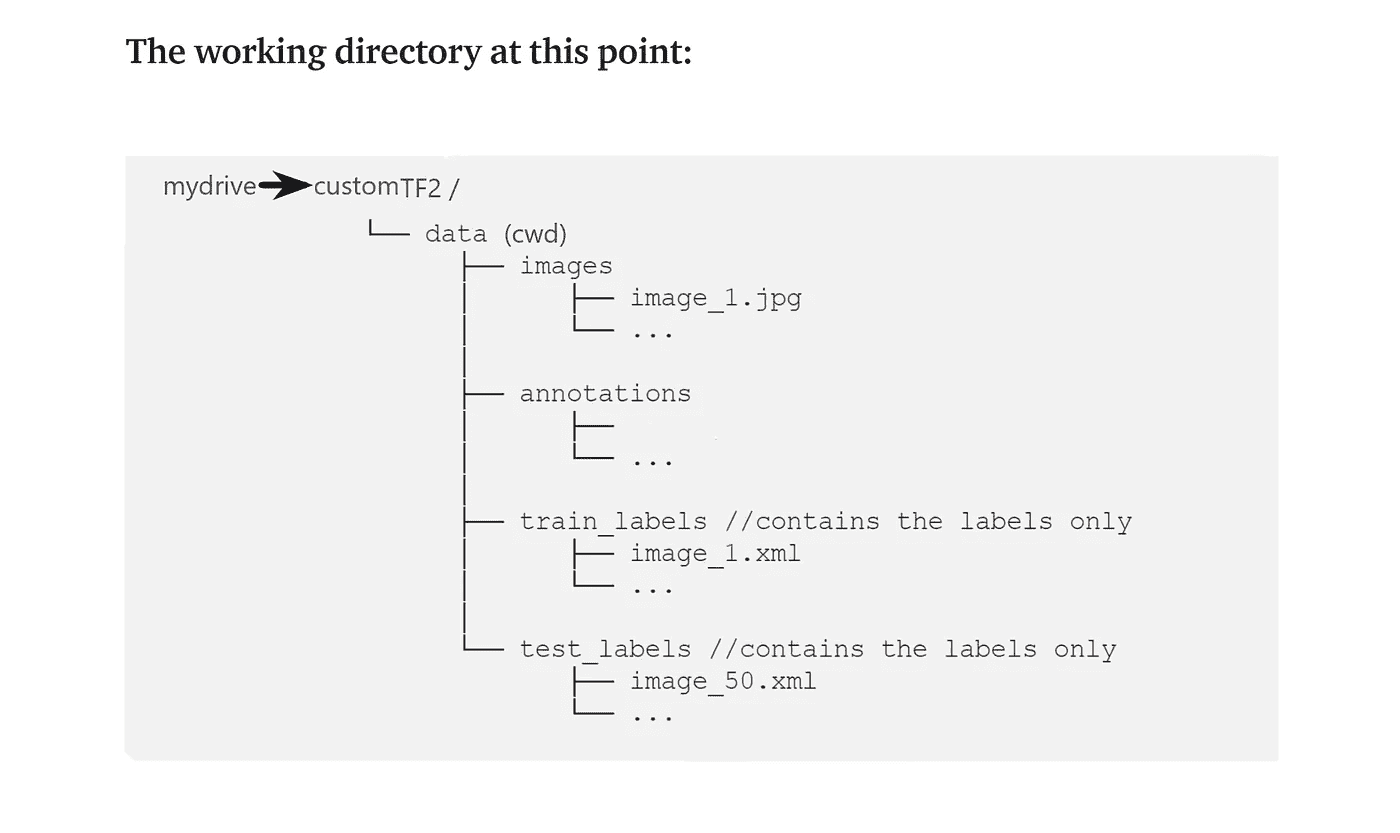 The working directory at this point:
mydrive customTF2 /
└── data (cwd)
├── images
├── image_1.jpg
└── ...
├── annotations
├──
└── ...
├── train_labels //contains the labels only
├── image_1.xml
└── ...
└── test_labels //contains the labels only
├── image_50.xml
└── ...